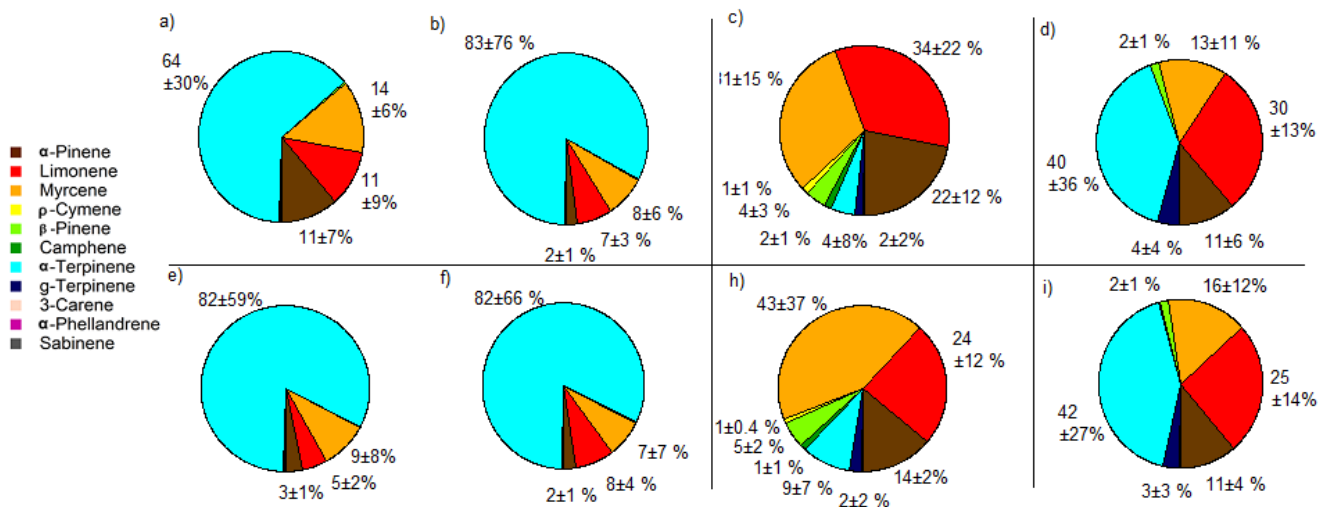 a)
64
±30%
14
±6%
11
±9%
11±7%
b)
83±76 %
8±6 %
7±3 %
2±1 %
c)
34±22 %
31±15 %
1±1 %
4±3 %
2±1 %
4±8%
2±2%
22±12 %
d)
2±1 %
13±11 %
30
±13%
40
±36 %
4±4 %
11±6 %
α-Pinene
Limonene
Myrcene
ρ-Cymene
β-Pinene
Camphene
α-Terpinene
g-Terpinene
3-Carene
α-Phellandrene
Sabinene
e)
82±59%
9±8%
5±2%
3±1%
f)
82±66 %
7±7 %
8±4 %
2±1 %
h)
43±37 %
24
±12 %
1±0.4 %
5±2 %
1±1 %
9±7 %
2±2 %
14±2%
i)
2±1 %
16±12%
25
±14%
42
±27%
3±3 %
11±4 %